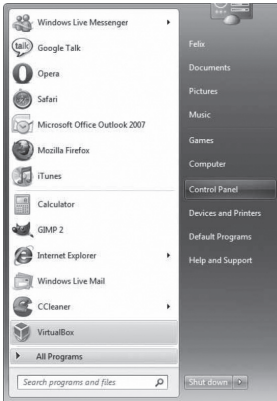 Windows Live Messenger
talk
Google Talk
Opera
Safari
Microsoft Office Outlook 2007
Mozilla Firefox
iTunes
Calculator
GIMP 2
Internet Explorer
Windows Live Mail
CCleaner
VirtualBox
All Programs
Search programs and files
Felix
Documents
Pictures
Music
Games
Computer
Control Panel
Devices and Printers
Default Programs
Help and Support
Shut down